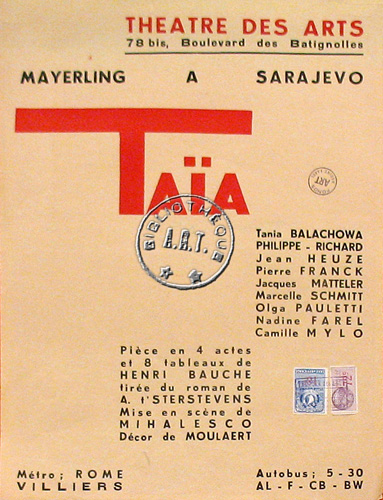 THEATRE DES ARTS
78 bis, Boulevard des Batignolles
MAYERLING A SARAJEVO
TAÏA
BIBLIOTHÈQUE
A.R.T.
ART
Tania BALACHOWA
PHILIPPE - RICHARD
Jean HEUZE
Pierre FRANCK
Jacques MATTELER
Marcelle SCHMITT
Olga PAULETTI
Nadine FAREL
Camille MYLO
Pièce en 4 actes
et 8 tableaux de
HENRI BAUCHE
tirée du roman de
A. t'STERSTEVENS
Mise en scène de
MIHALESCO
Décor de MOULAERT
Métro ; ROME
VILLIERS
Autobus ; 5 - 30
AL - F - CB - BW